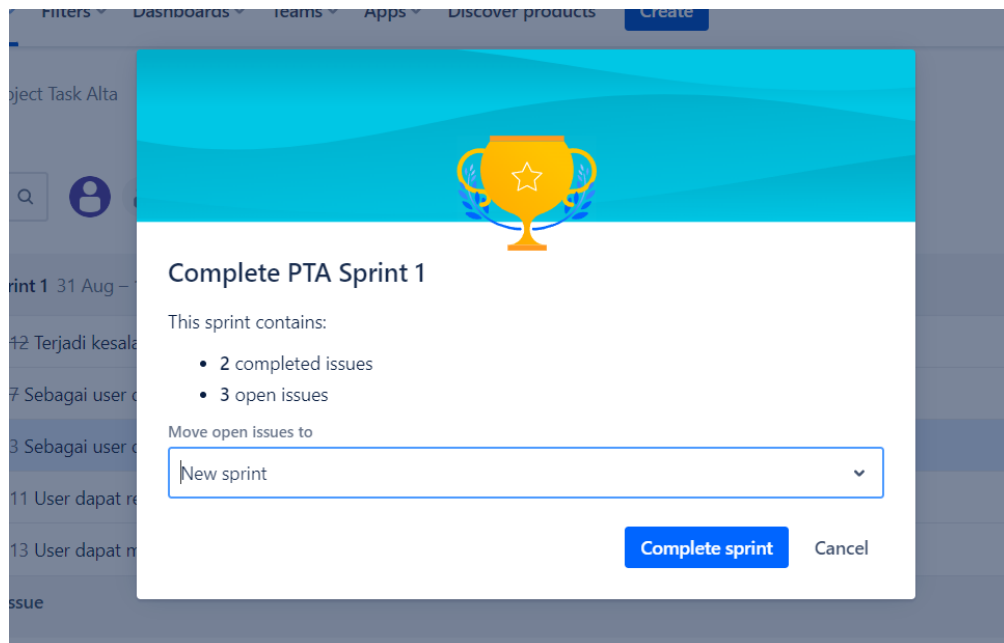 Filters Dashboards Teams Apps Discover products Create
oject Task Alta
Complete PTA Sprint 1
rint 1 31 Aug –
This sprint contains:
12 Terjadi kesala
2 completed issues
7 Sebagai user
3 open issues
Move open issues to
3 Sebagai user
New sprint
11 User dapat re
13 User dapat m
Complete sprint Cancel
ssue